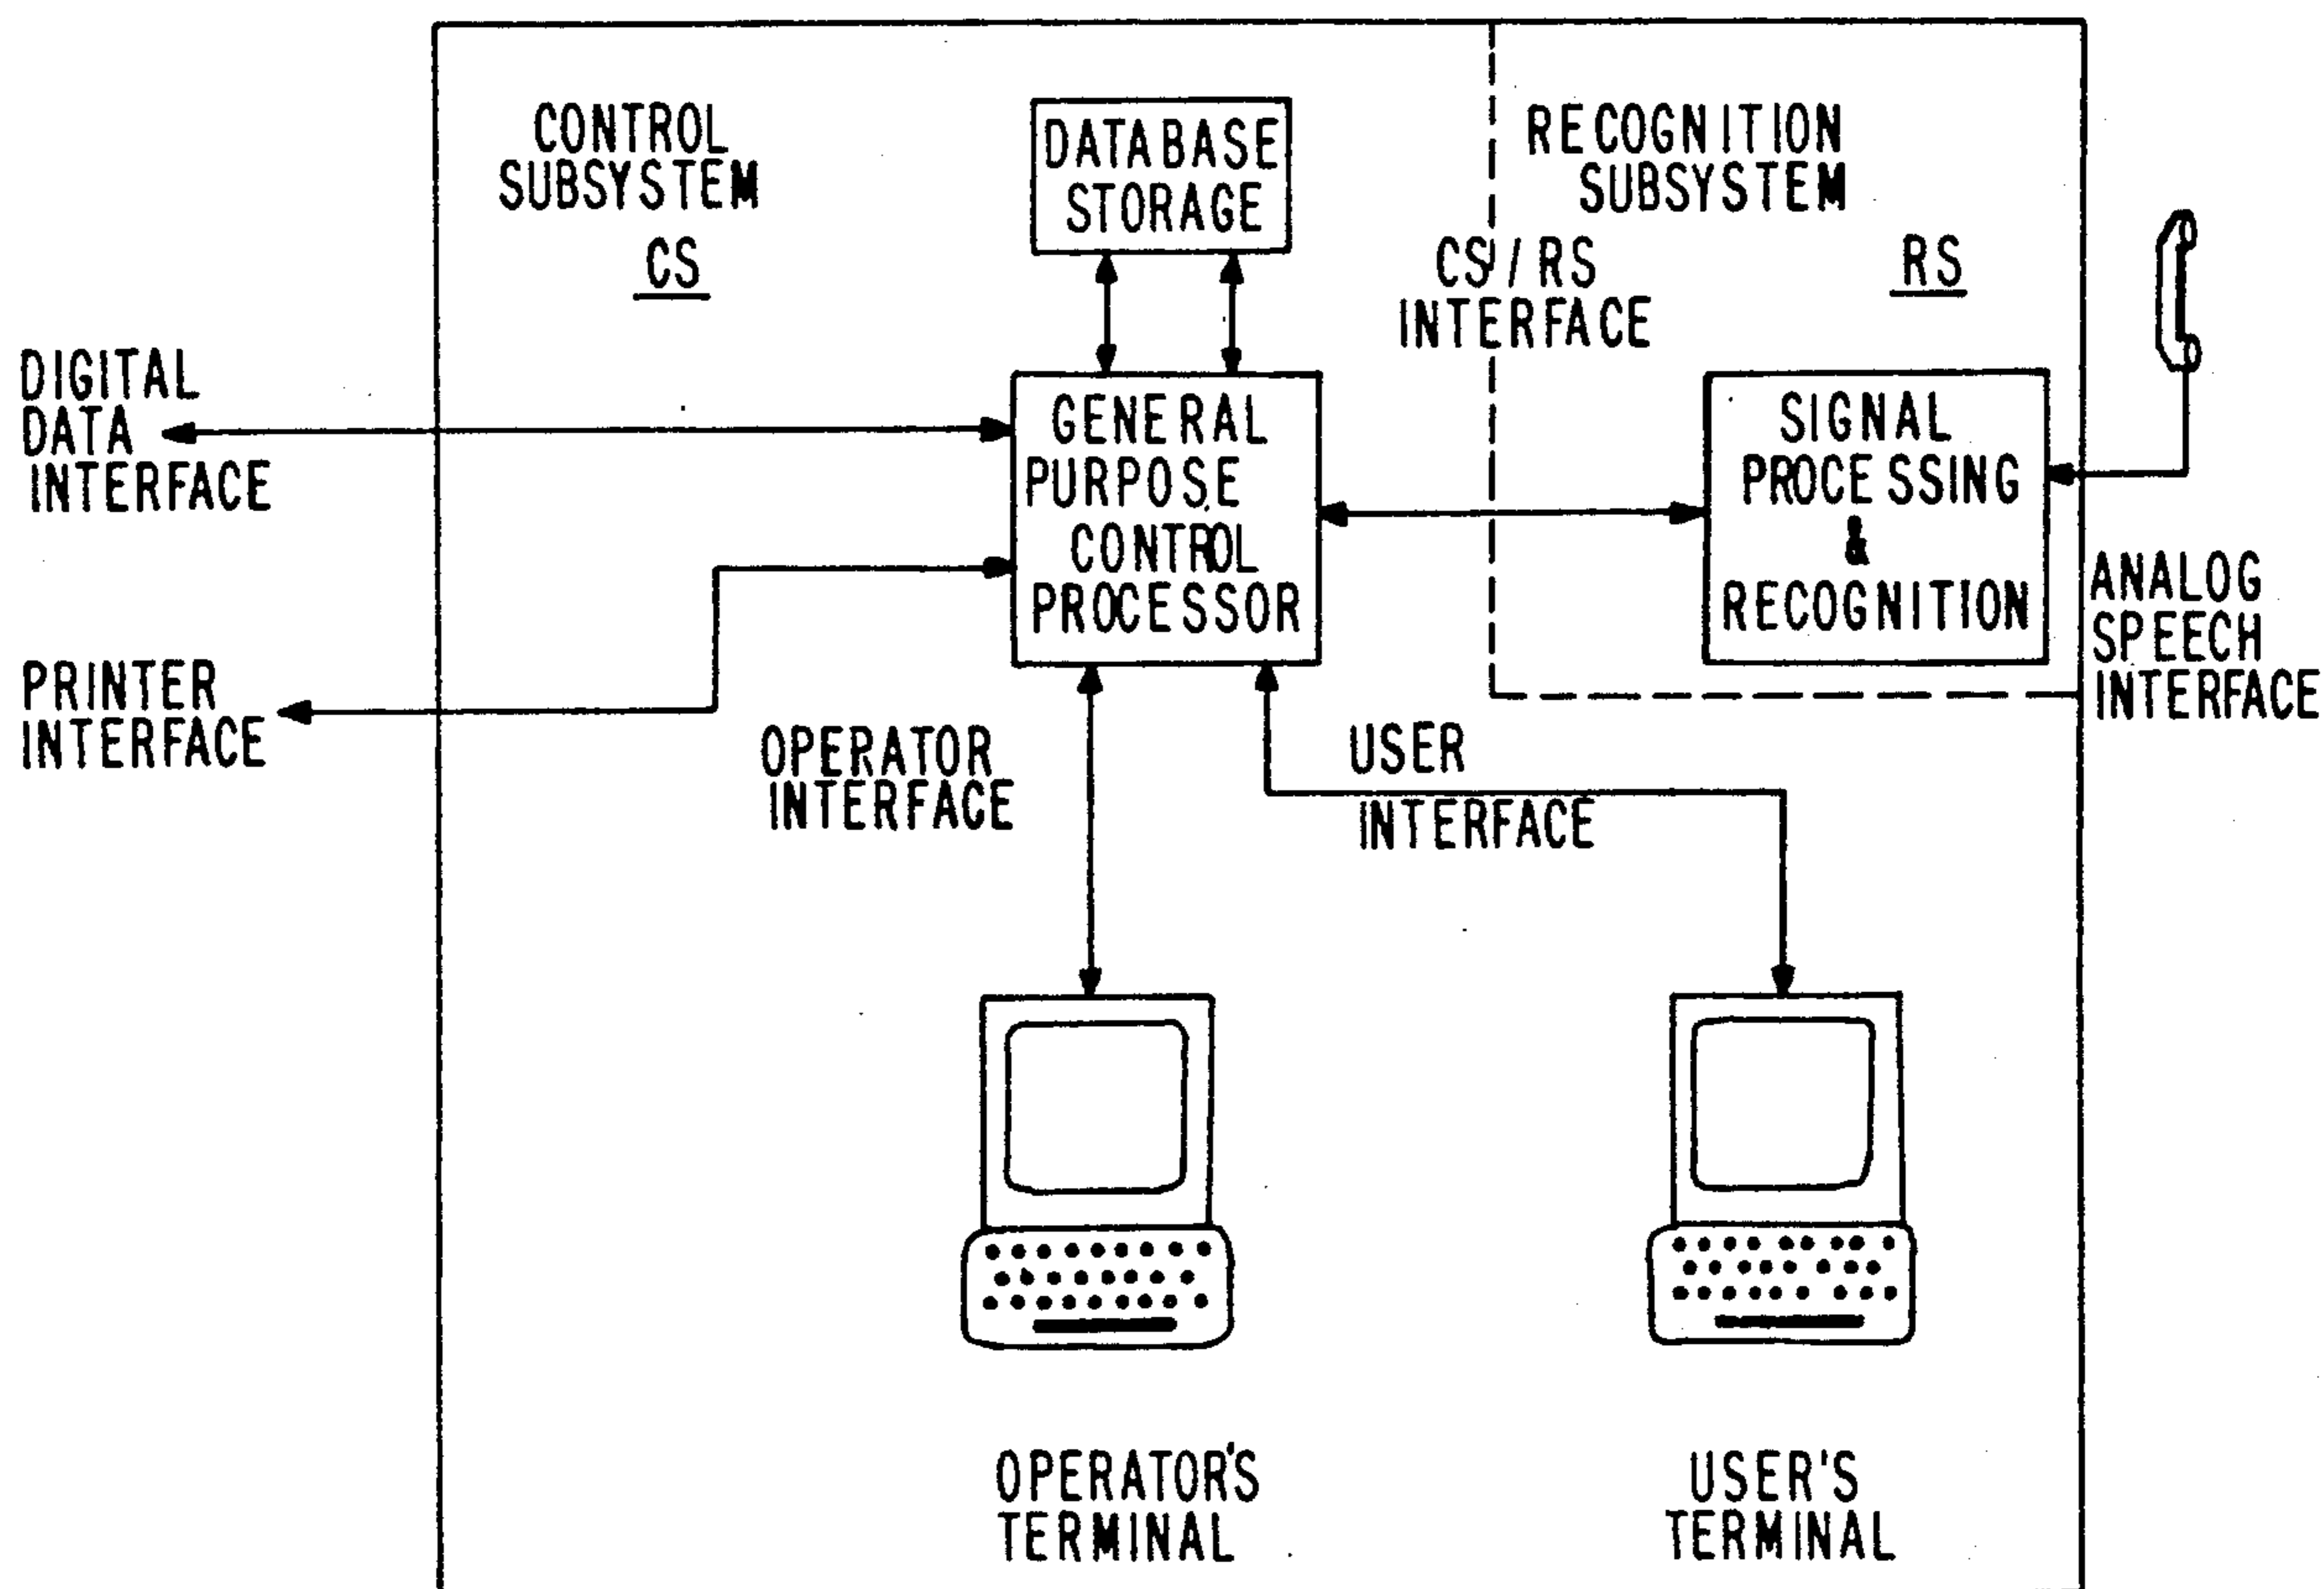 CONTROL
SUBSYSTEM
CS
DATABASE
STORAGE
RECOGNITION
SUBSYSTEM
RS
CS/RS
INTERFACE
DIGITAL
DATA
INTERFACE
GENERAL
PURPOSE
CONTROL
PROCESSOR
SIGNAL
PROCESSING
&
RECOGNITION
ANALOG
SPEECH
INTERFACE
PRINTER
INTERFACE
OPERATOR
INTERFACE
USER
INTERFACE
OPERATOR'S
TERMINAL
USER'S
TERMINAL